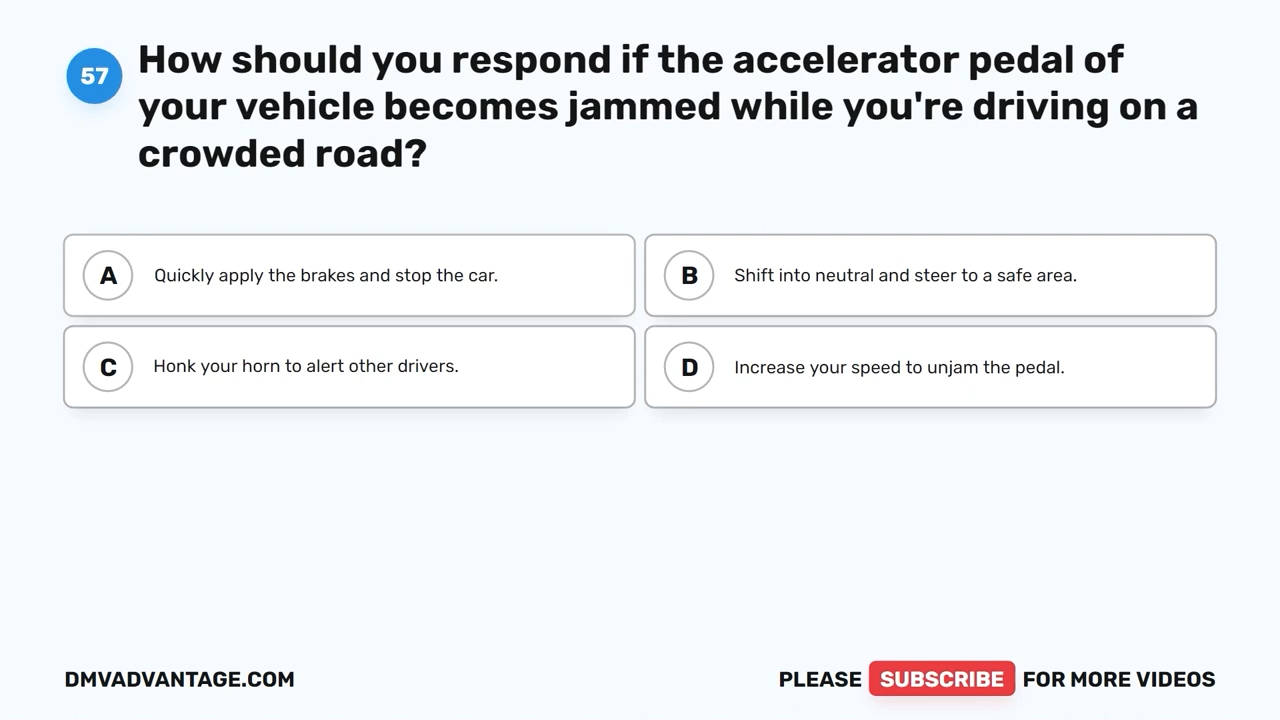 57
How should you respond if the accelerator pedal of
your vehicle becomes jammed while you're driving on a
crowded road?
A Quickly apply the brakes and stop the car.
B Shift into neutral and steer to a safe area.
C Honk your horn to alert other drivers.
D Increase your speed to unjam the pedal.
DMVADVANTAGE.COM
PLEASE SUBSCRIBE FOR MORE VIDEOS